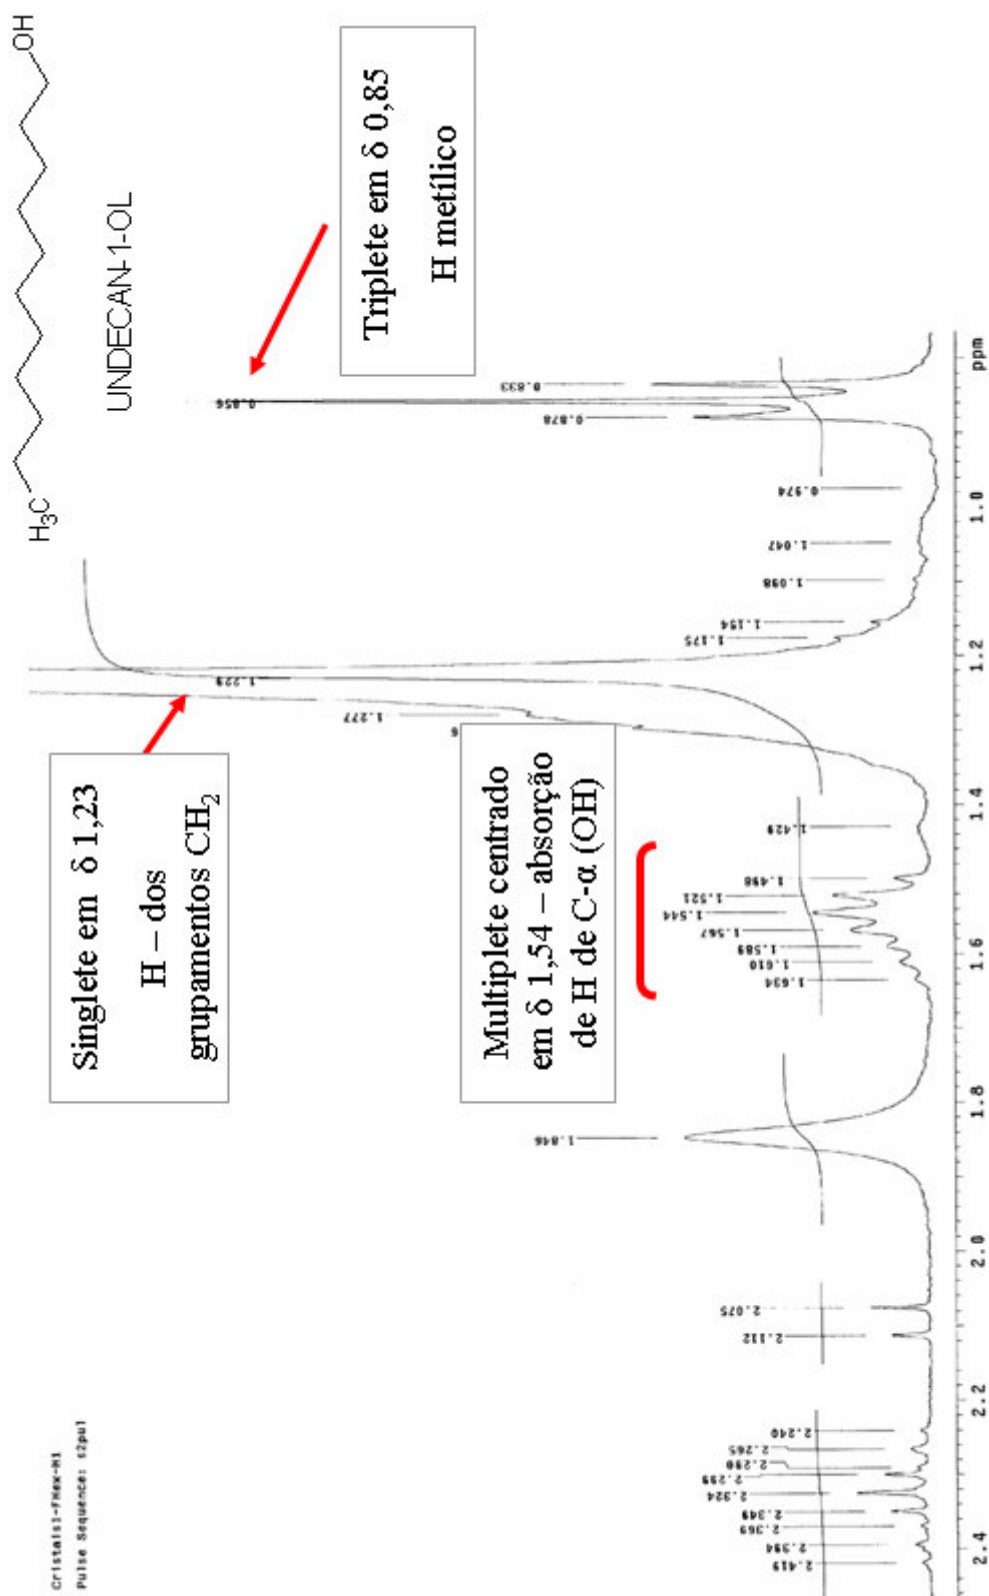 Cristais1-FHex-H1
Pulse Sequence: s2pul
H₃C
OH
UNDECAN-1-OL
Singlete em δ 1,23
H – dos
grupamentos CH₂
Triplete em δ 0,85
H metílico
Multiplete centrado
em δ 1,54 – absorção
de H de C-α (OH)
2.419
2.394
2.369
2.349
2.324
2.299
2.290
2.265
2.240
2.112
2.075
1.846
1.634
1.610
1.589
1.567
1.544
1.521
1.498
1.429
6
1.277
1.229
1.175
1.154
1.098
1.047
0.974
0.878
0.856
0.833
2.4 2.2 2.0 1.8 1.6 1.4 1.2 1.0 ppm